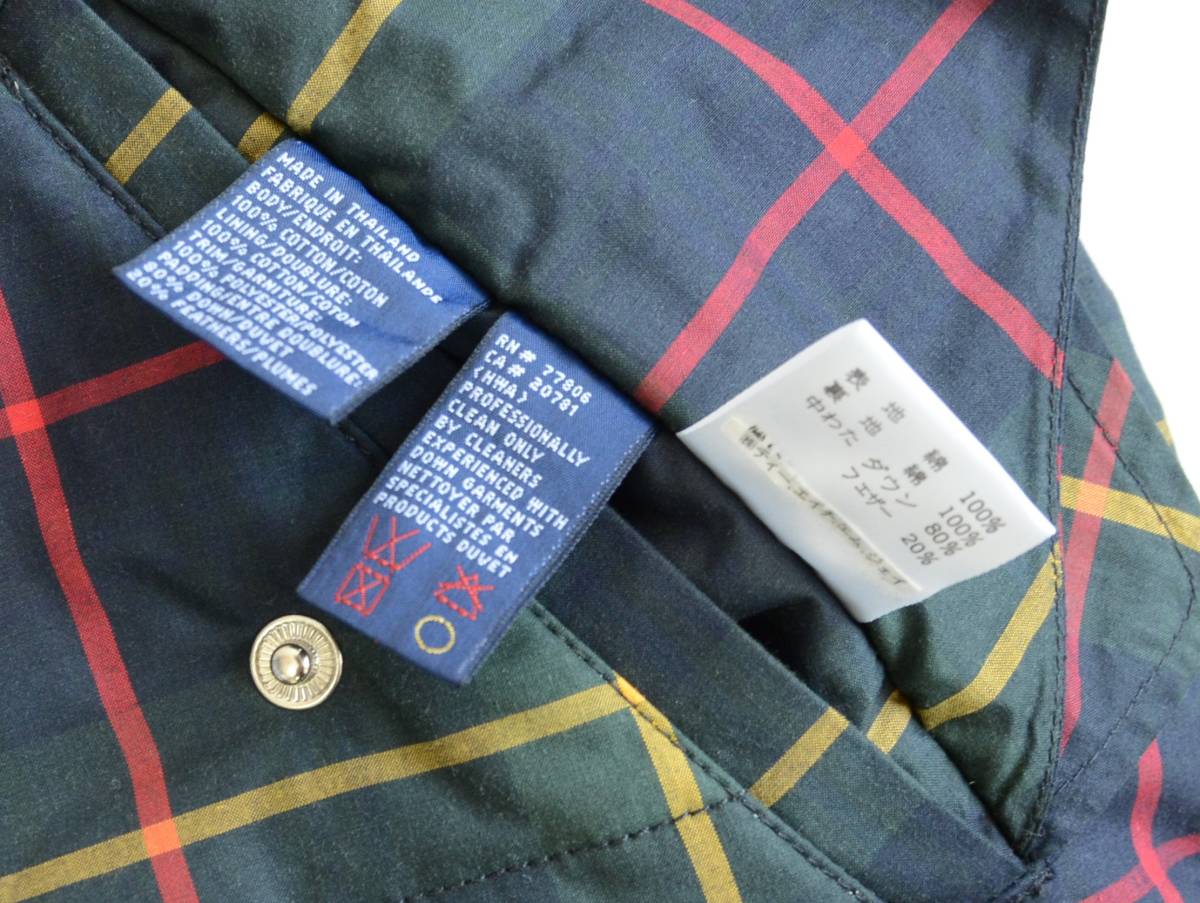 MADE IN THAILAND
FABRIQUE EN THAILANDE
BODY/ENDROIT:
100% COTTON/COTON
LINING/DOUBLURE:
100% COTTON/COTON
TRIM/GARNITURE:
100% POLYESTER/POLYESTER
PADDING/ENTRE DOUBLURE:
80% DOWN/DUVET
20% FEATHERS/PLUMES
RN # 77806
CA # 20781
<HWA>
PROFESSIONALLY
CLEAN ONLY
BY CLEANERS
EXPERIENCED WITH
DOWN GARMENTS
NETTOYER PAR
SPECIALISTES EN
PRODUCTS DUVET
表地 綿 100%
裏地 綿 100%
中わた ダウン 80%
フェザー 20%